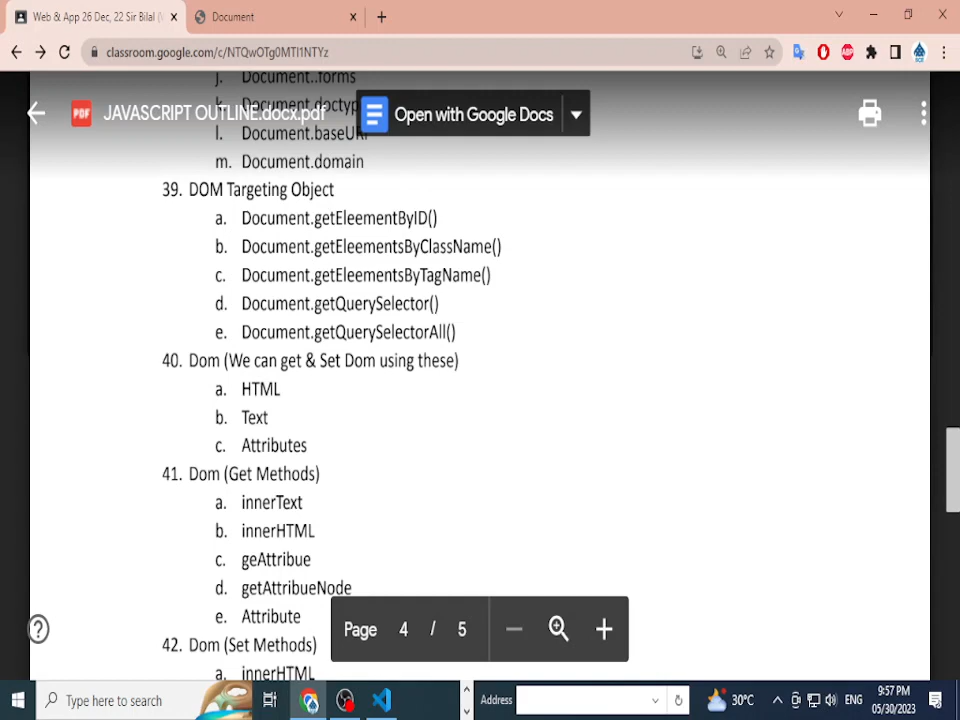 Web & App 26 Dec, 22 Sir Bilal (
Document
classroom.google.com/c/NTQwOTg0MTI1NTYz
j. Document..forms
JAVASCRIPT OUTLINE.docx.pdf
PDF
k. Document.doctyp
Open with Google Docs
l. Document.baseURI
m. Document.domain
39. DOM Targeting Object
a. Document.getEleementByID()
b. Document.getEleementsByClassName()
c. Document.getEleementsByTagName()
d. Document.getQuerySelector()
e. Document.getQuerySelectorAll()
40. Dom (We can get & Set Dom using these)
a. HTML
b. Text
c. Attributes
41. Dom (Get Methods)
a. innerText
b. innerHTML
c. geAttribue
d. getAttribueNode
e. Attribute
Page 4 / 5
42. Dom (Set Methods)
a. innerHTML
Type here to search
Address
30°C
ENG
9:57 PM
05/30/2023